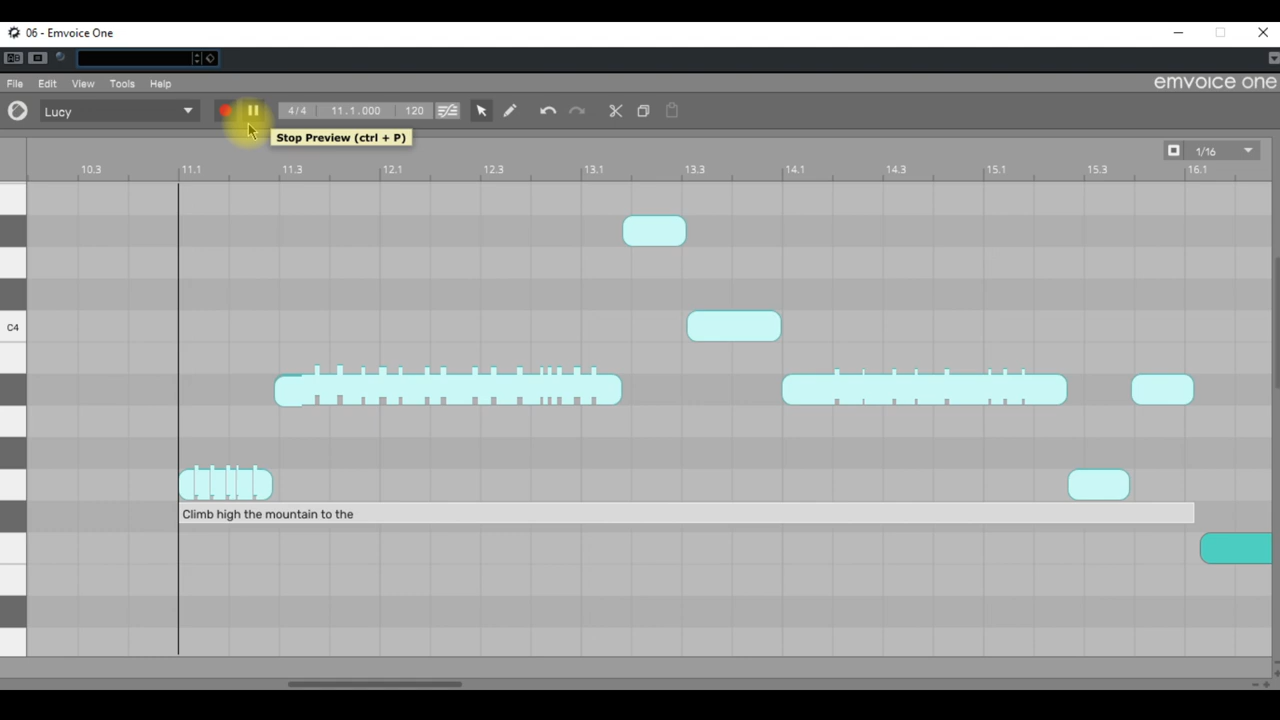 06 - Emvoice One
File Edit View Tools Help
emvoice one
Lucy
4/4 11.1.000 120
Stop Preview (ctrl + P)
1/16
10.3 11.1 11.3 12.1 12.3 13.1 13.3 14.1 14.3 15.1 15.3 16.1
C4
Climb high the mountain to the